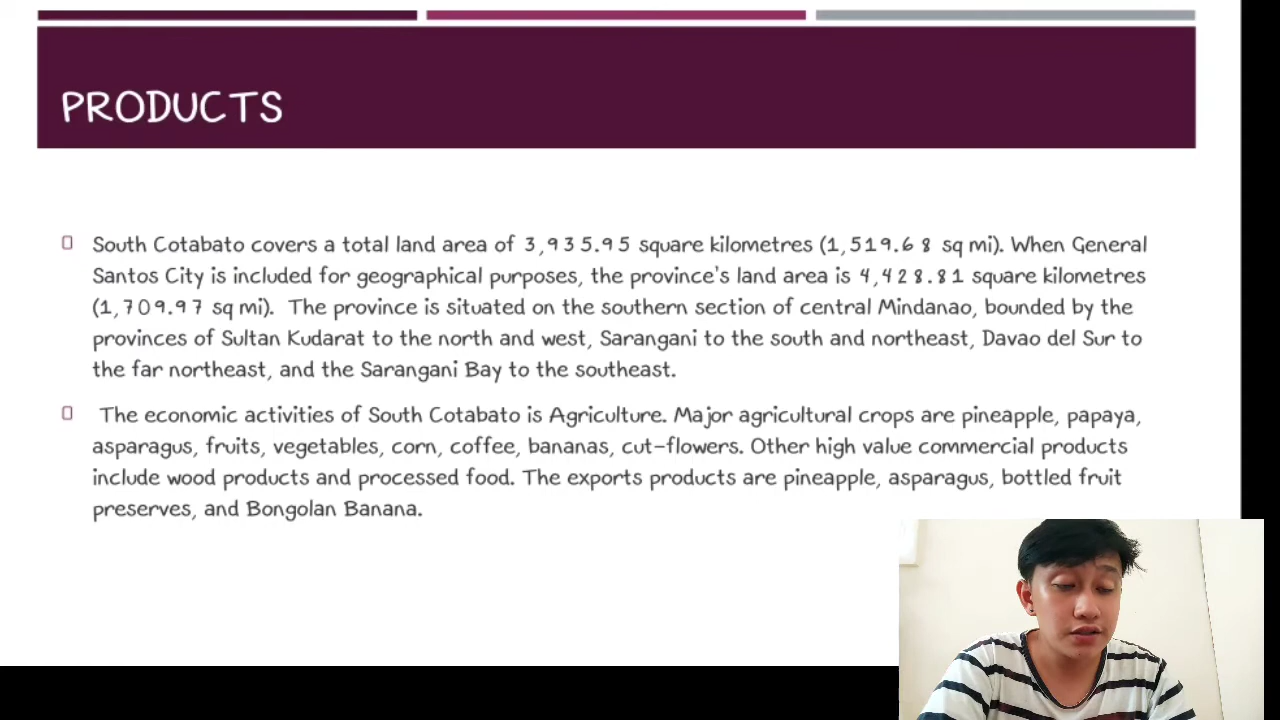 PRODUCTS
South Cotabato covers a total land area of 3,935.95 square kilometres (1,519.68 sq mi). When General
Santos City is included for geographical purposes, the province's land area is 4,428.81 square kilometres
(1,709.97 sq mi). The province is situated on the southern section of central Mindanao, bounded by the
provinces of Sultan Kudarat to the north and west, Sarangani to the south and northeast, Davao del Sur to
the far northeast, and the Sarangani Bay to the southeast.
The economic activities of South Cotabato is Agriculture. Major agricultural crops are pineapple, papaya,
asparagus, fruits, vegetables, corn, coffee, bananas, cut-flowers. Other high value commercial products
include wood products and processed food. The exports products are pineapple, asparagus, bottled fruit
preserves, and Bongolan Banana.